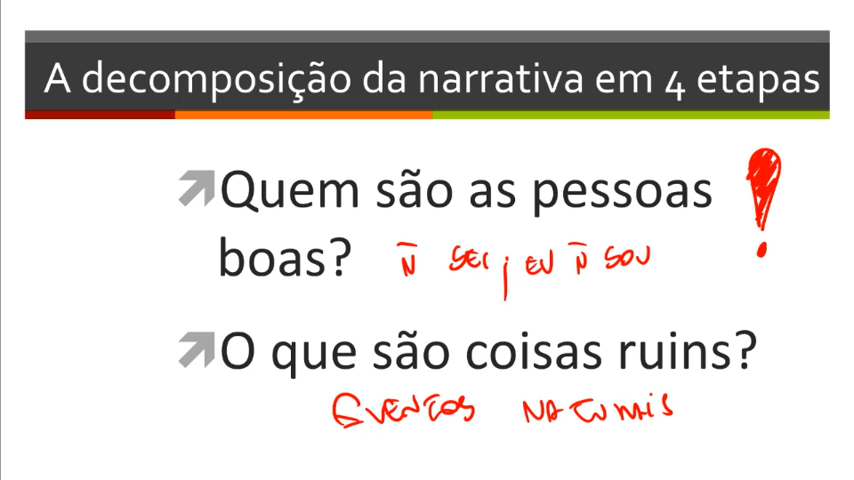 A decomposição da narrativa em 4 etapas
Quem são as pessoas
boas? Ñ SEI, EU Ñ SOU
O que são coisas ruins?
EVENTOS NATURAIS